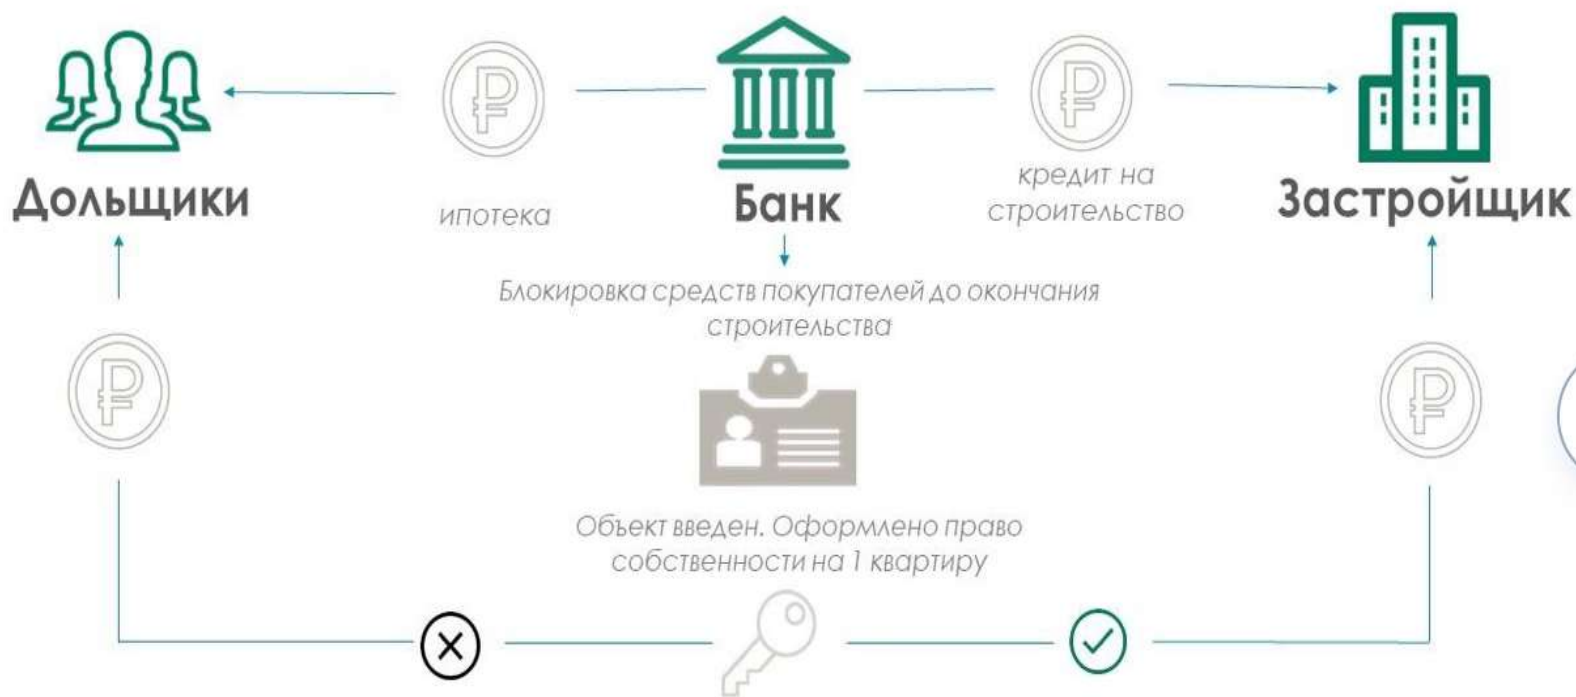 Дольщики
ипотека
Банк
кредит на
строительство
Застройщик
Блокировка средств покупателей до окончания
строительства
Объект введен. Оформлено право
собственности на 1 квартиру